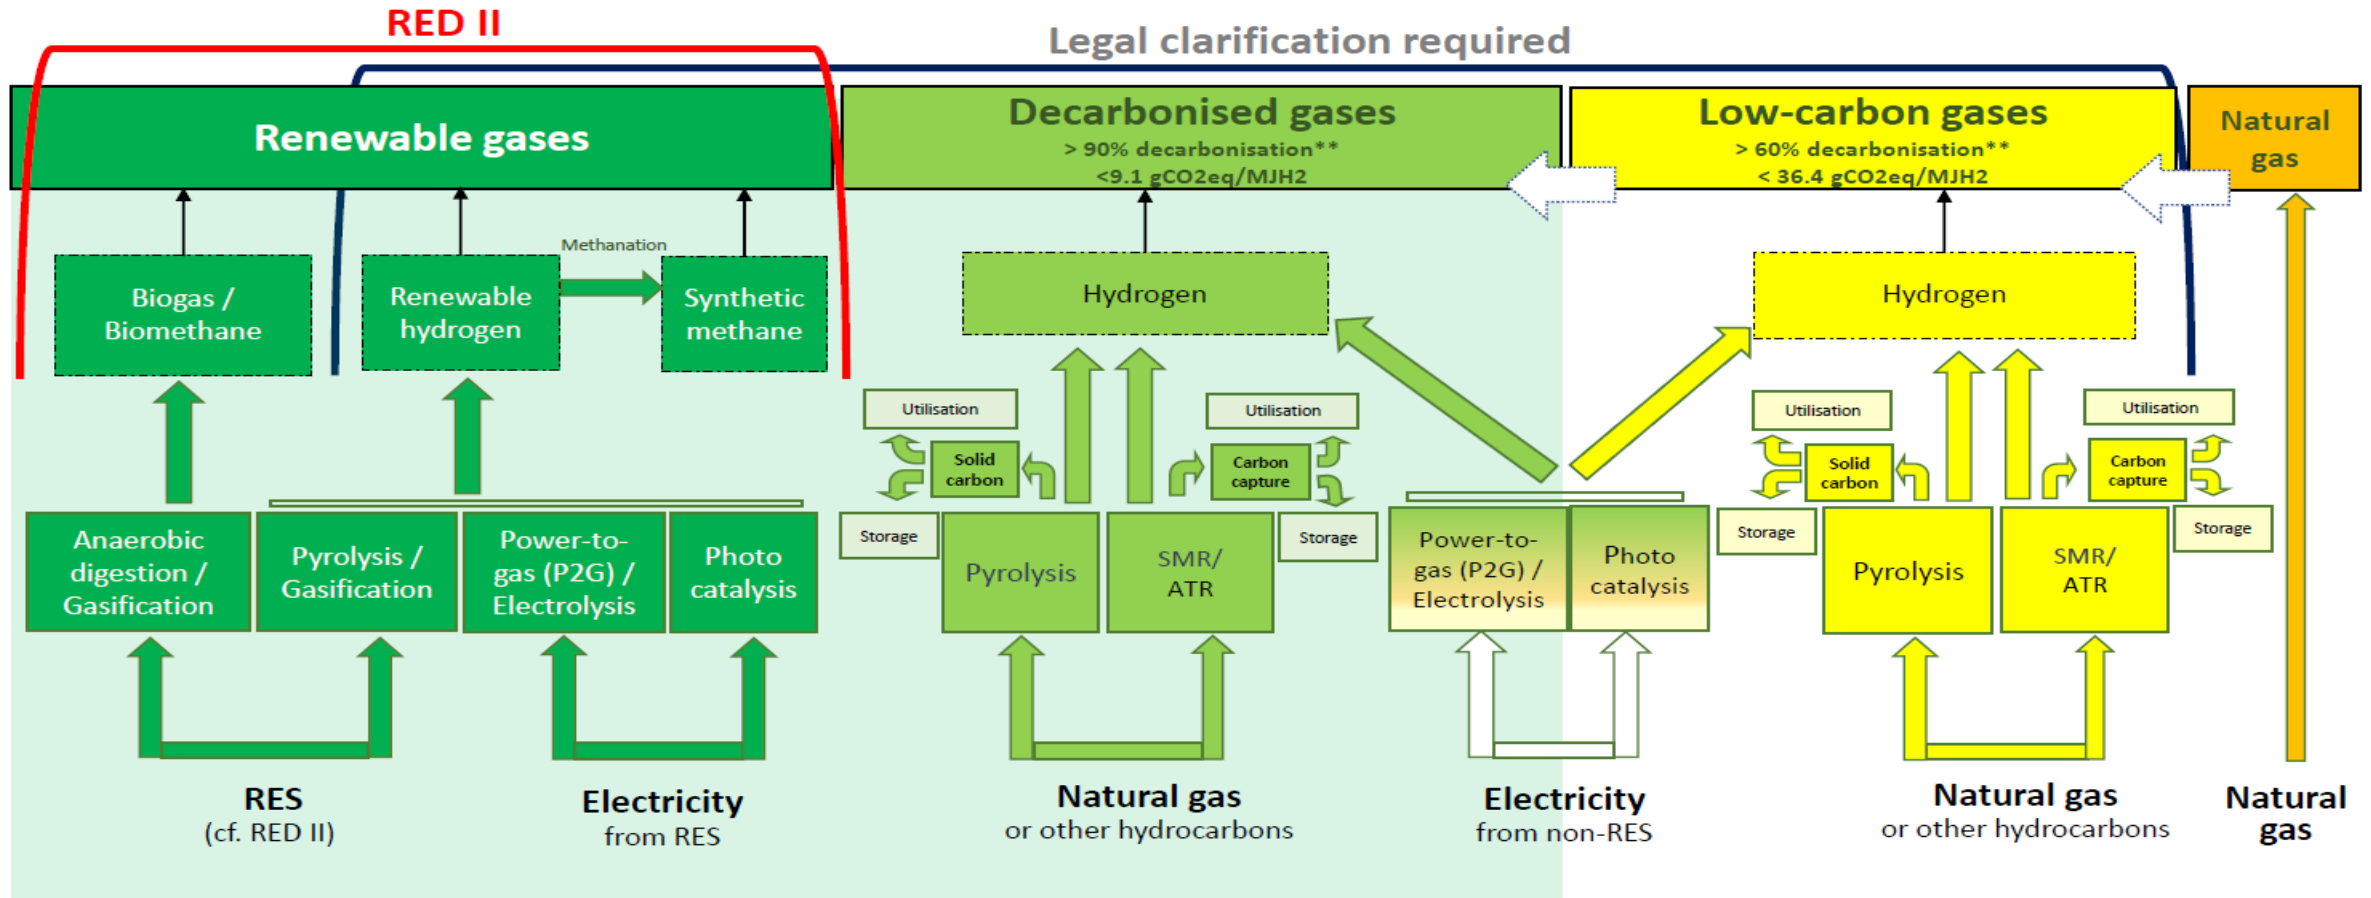 RED II
Legal clarification required
Renewable gases
Decarbonised gases
> 90% decarbonisation**
<9.1 gCO2eq/MJH2
Low-carbon gases
> 60% decarbonisation**
< 36.4 gCO2eq/MJH2
Natural
gas
Biogas /
Biomethane
Renewable
hydrogen
Methanation
Synthetic
methane
Hydrogen
Hydrogen
Utilisation
Solid
carbon
Storage
Utilisation
Carbon
capture
Storage
Utilisation
Solid
carbon
Storage
Utilisation
Carbon
capture
Storage
Anaerobic
digestion /
Gasification
Pyrolysis /
Gasification
Power-to-
gas (P2G) /
Electrolysis
Photo
catalysis
Pyrolysis
SMR/
ATR
Power-to-
gas (P2G) /
Electrolysis
Photo
catalysis
Pyrolysis
SMR/
ATR
RES
(cf. RED II)
Electricity
from RES
Natural gas
or other hydrocarbons
Electricity
from non-RES
Natural gas
or other hydrocarbons
Natural
gas